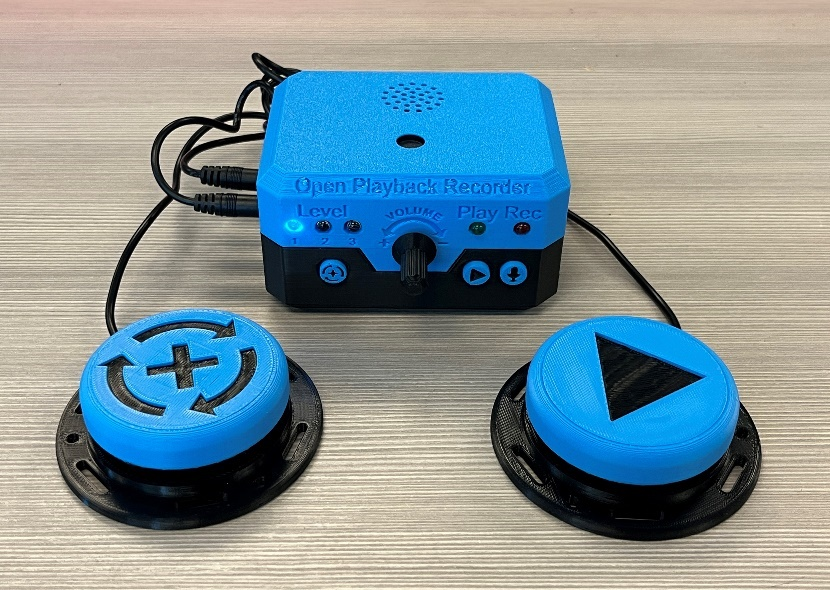 Open Playback Recorder
Level VOLUME Play Rec
1 2 3 + −